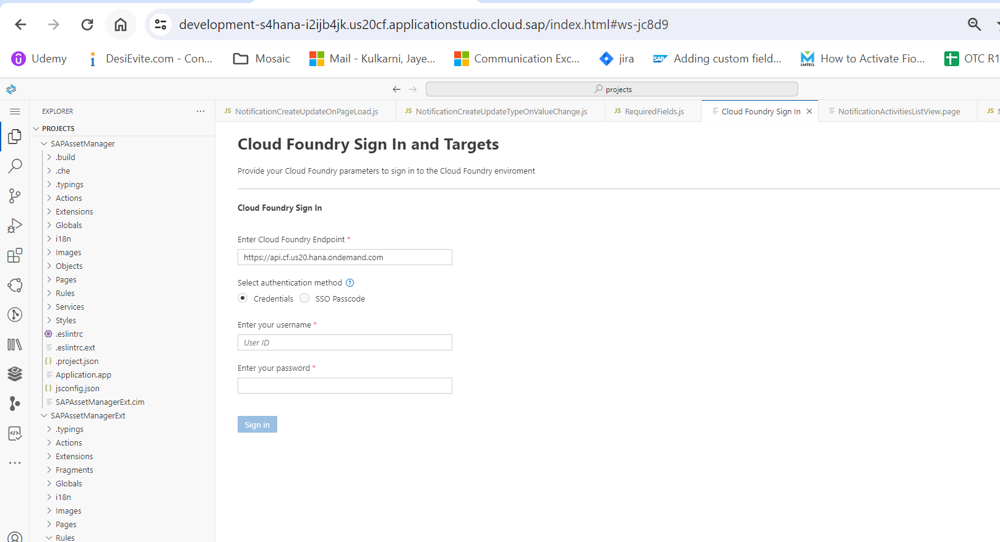 development-s4hana-i2ijb4jk.us20cf.applicationstudio.cloud.sap/index.html#ws-jc8d9
Udemy
DesiEvite.com - Con...
Mosaic
Mail - Kulkarni, Jaye...
Communication Exc...
jira
SAP
Adding custom field...
LMTEQ
How to Activate Fio...
OTC R1
projects
EXPLORER
JS NotificationCreateUpdateOnPageLoad.js
JS NotificationCreateUpdateTypeOnValueChange.js
JS RequiredFields.js
Cloud Foundry Sign In
NotificationActivitiesListView.page
JS
PROJECTS
SAPAssetManager
.build
.che
.typings
Actions
Extensions
Globals
i18n
Images
Objects
Pages
Rules
Services
Styles
.eslintrc
.eslintrc.ext
{} .project.json
Application.app
{} jsconfig.json
SAPAssetManagerExt.cim
SAPAssetManagerExt
.typings
Actions
Extensions
Fragments
Globals
i18n
Images
Pages
Rules
Cloud Foundry Sign In and Targets
Provide your Cloud Foundry parameters to sign in to the Cloud Foundry enviroment
Cloud Foundry Sign In
Enter Cloud Foundry Endpoint *
https://api.cf.us20.hana.ondemand.com
Select authentication method ?
Credentials SSO Passcode
Enter your username *
User ID
Enter your password *
Sign in